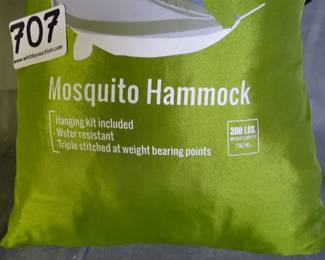 707
www.whitleyauction.com
Mosquito Hammock
Hanging kit included
Water resistant
Triple stitched at weight bearing points
300 LBS.